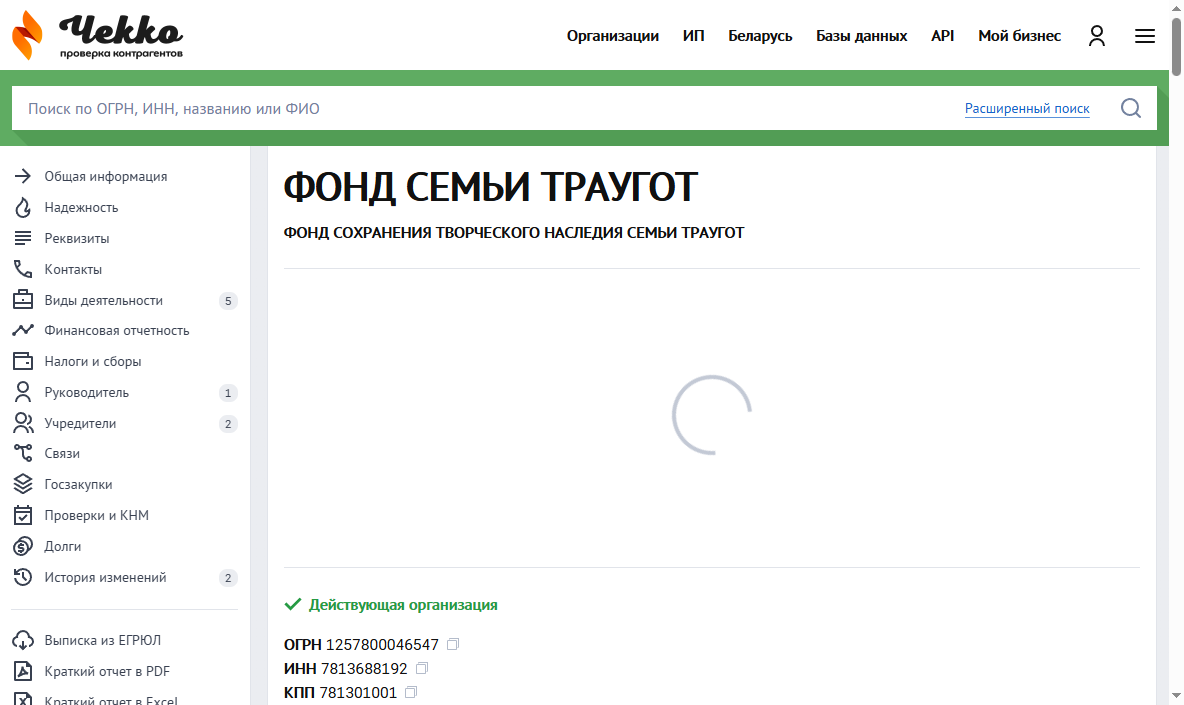 Чекко
проверка контрагентов
Организации ИП Беларусь Базы данных API Мой бизнес
Поиск по ОГРН, ИНН, названию или ФИО Расширенный поиск
Общая информация
Надежность
Реквизиты
Контакты
Виды деятельности 5
Финансовая отчетность
Налоги и сборы
Руководитель 1
Учредители 2
Связи
Госзакупки
Проверки и КНМ
Долги
История изменений 2
Выписка из ЕГРЮЛ
Краткий отчет в PDF
Краткий отчет в Excel
ФОНД СЕМЬИ ТРАУГОТ
ФОНД СОХРАНЕНИЯ ТВОРЧЕСКОГО НАСЛЕДИЯ СЕМЬИ ТРАУГОТ
Действующая организация
ОГРН 1257800046547
ИНН 7813688192
КПП 781301001